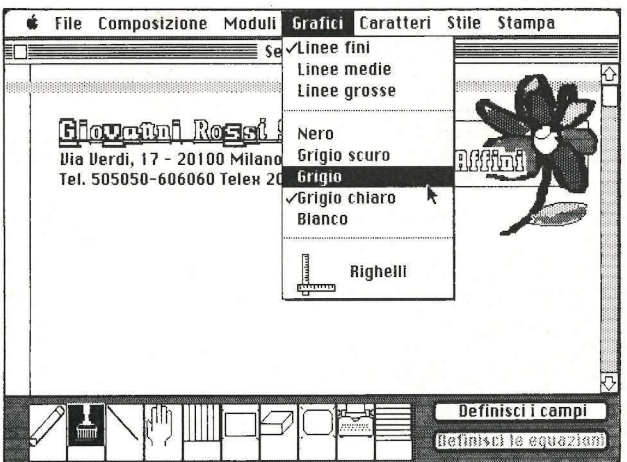 File Composizione Moduli Grafici Caratteri Stile Stampa
Se
✓Linee fini
Linee medie
Linee grosse
Nero
Grigio scuro
Grigio
✓Grigio chiaro
Bianco
Righelli
Giovanni Rossi
Affini
Via Verdi, 17 - 20100 Milano
Tel. 505050-606060 Telex 20
Definisci i campi
Definisci le equazioni